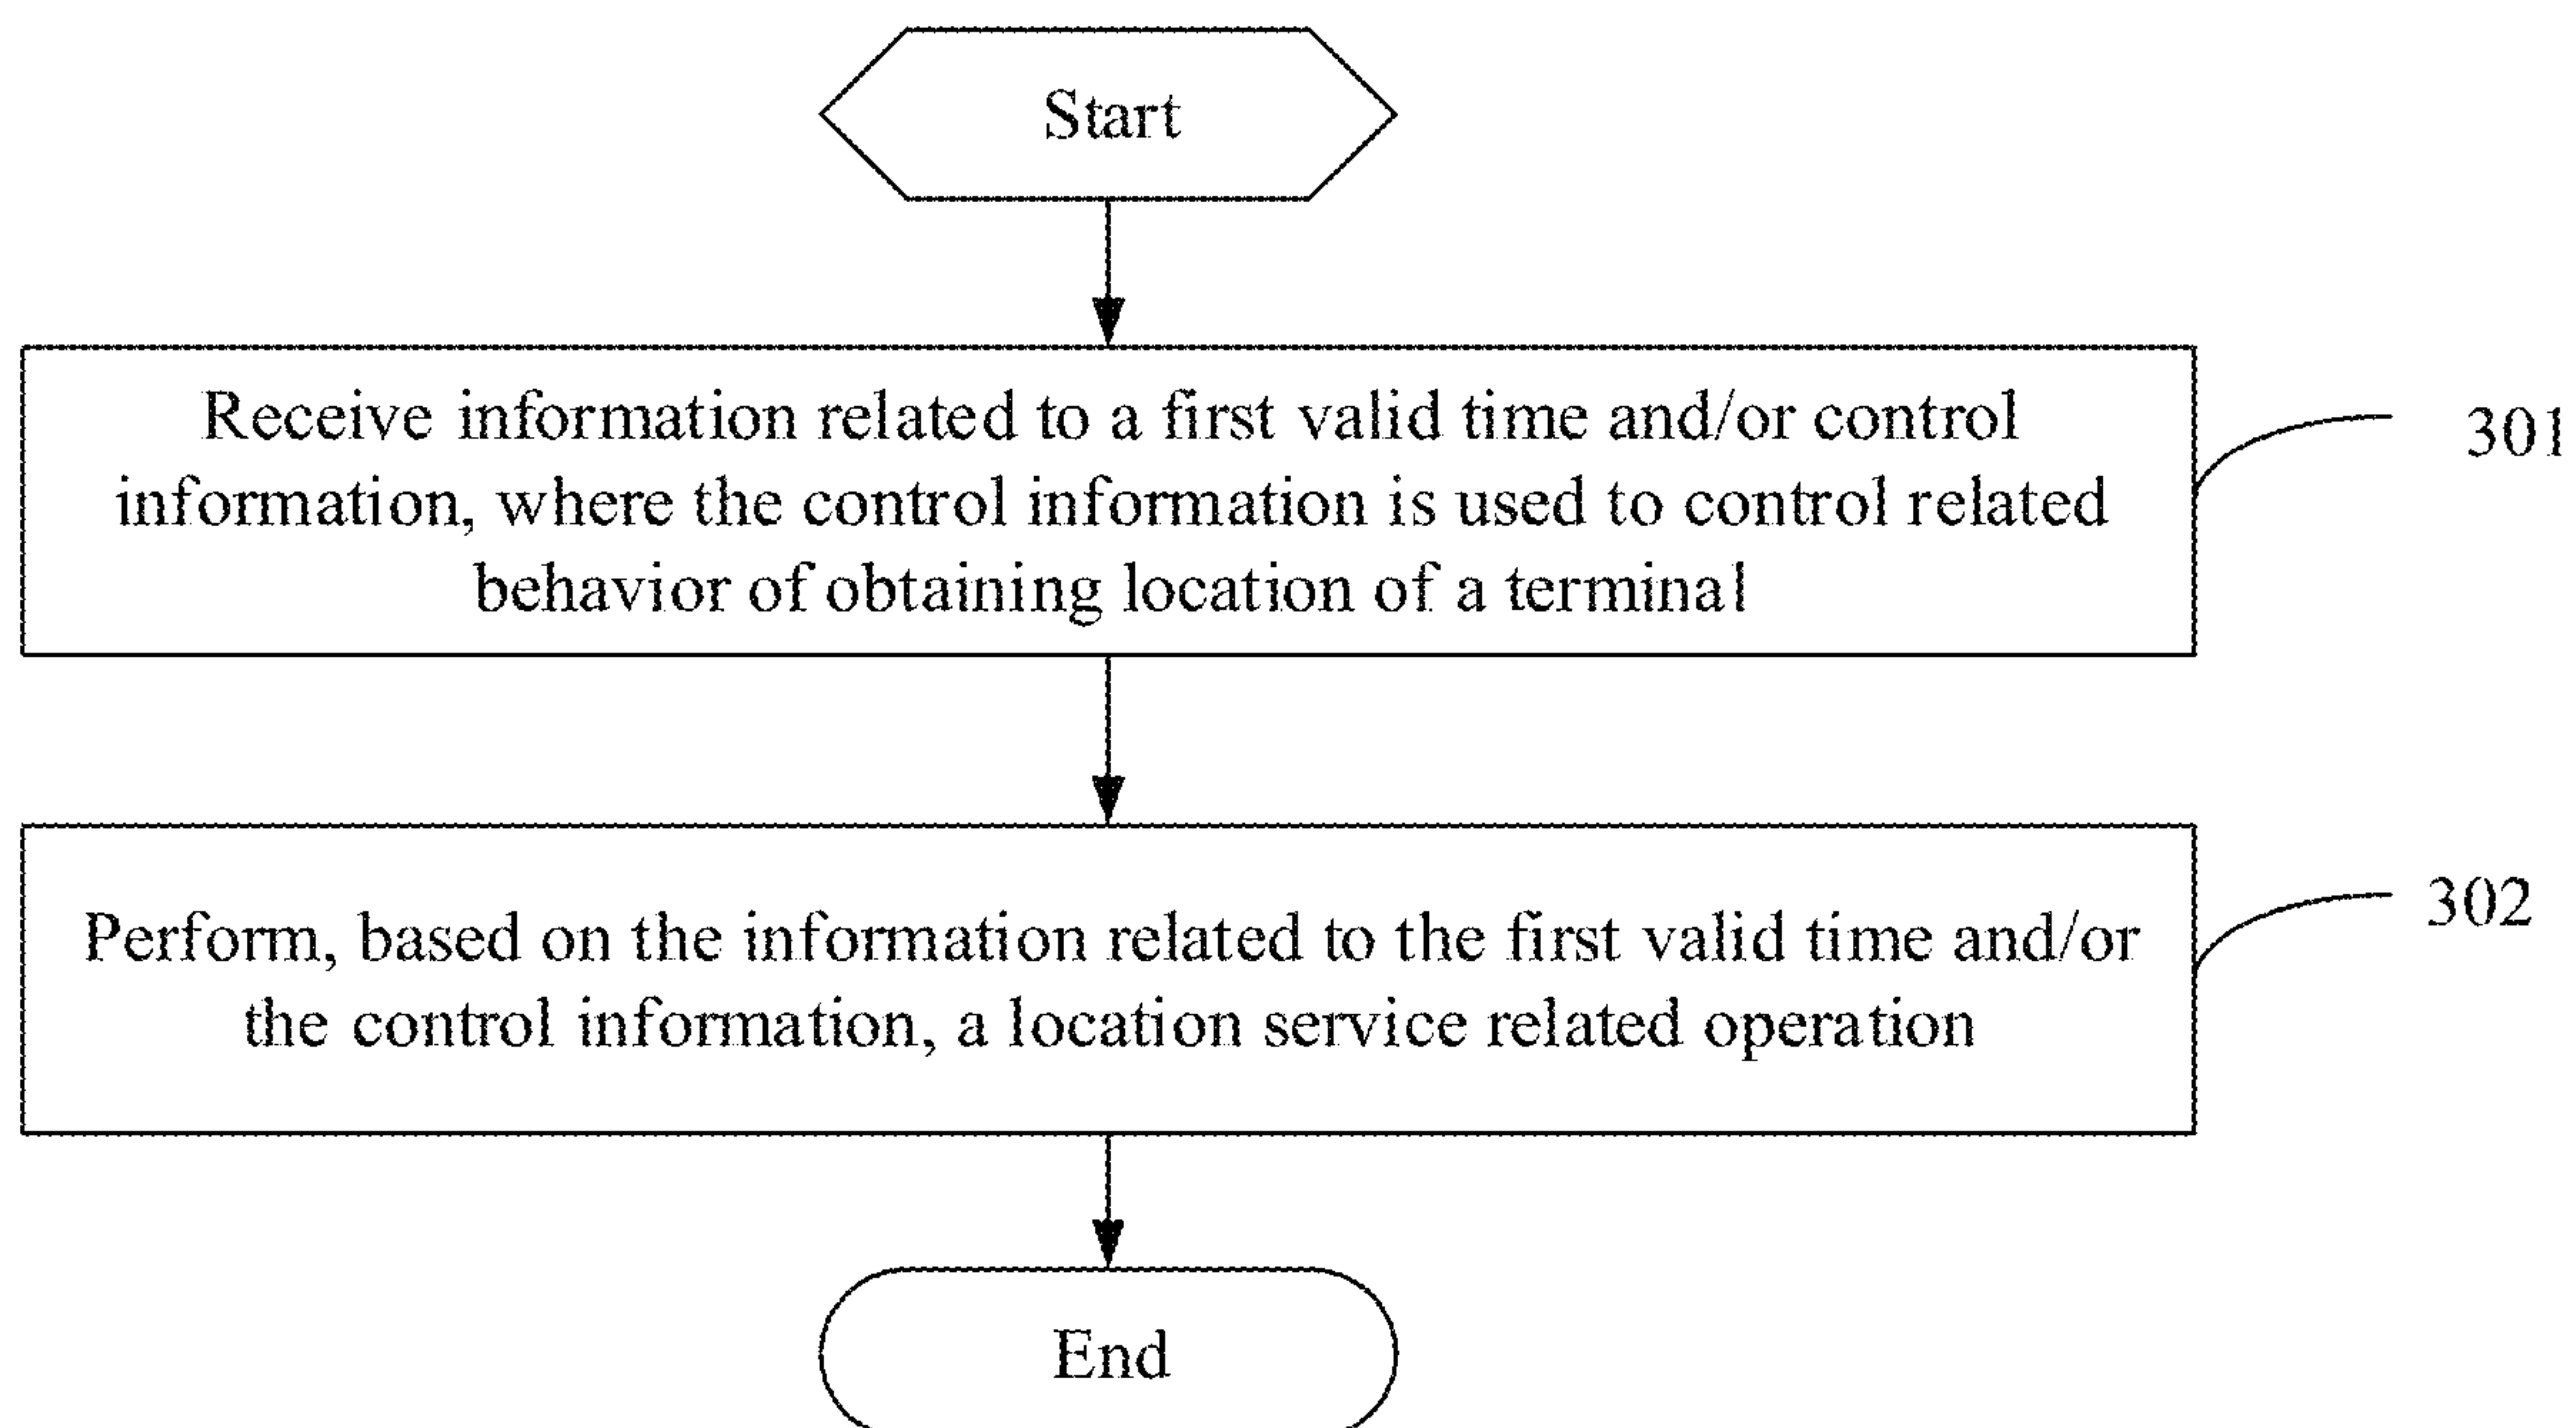 Start
Receive information related to a first valid time and/or control
information, where the control information is used to control related
behavior of obtaining location of a terminal
301
Perform, based on the information related to the first valid time and/or
the control information, a location service related operation
302
End